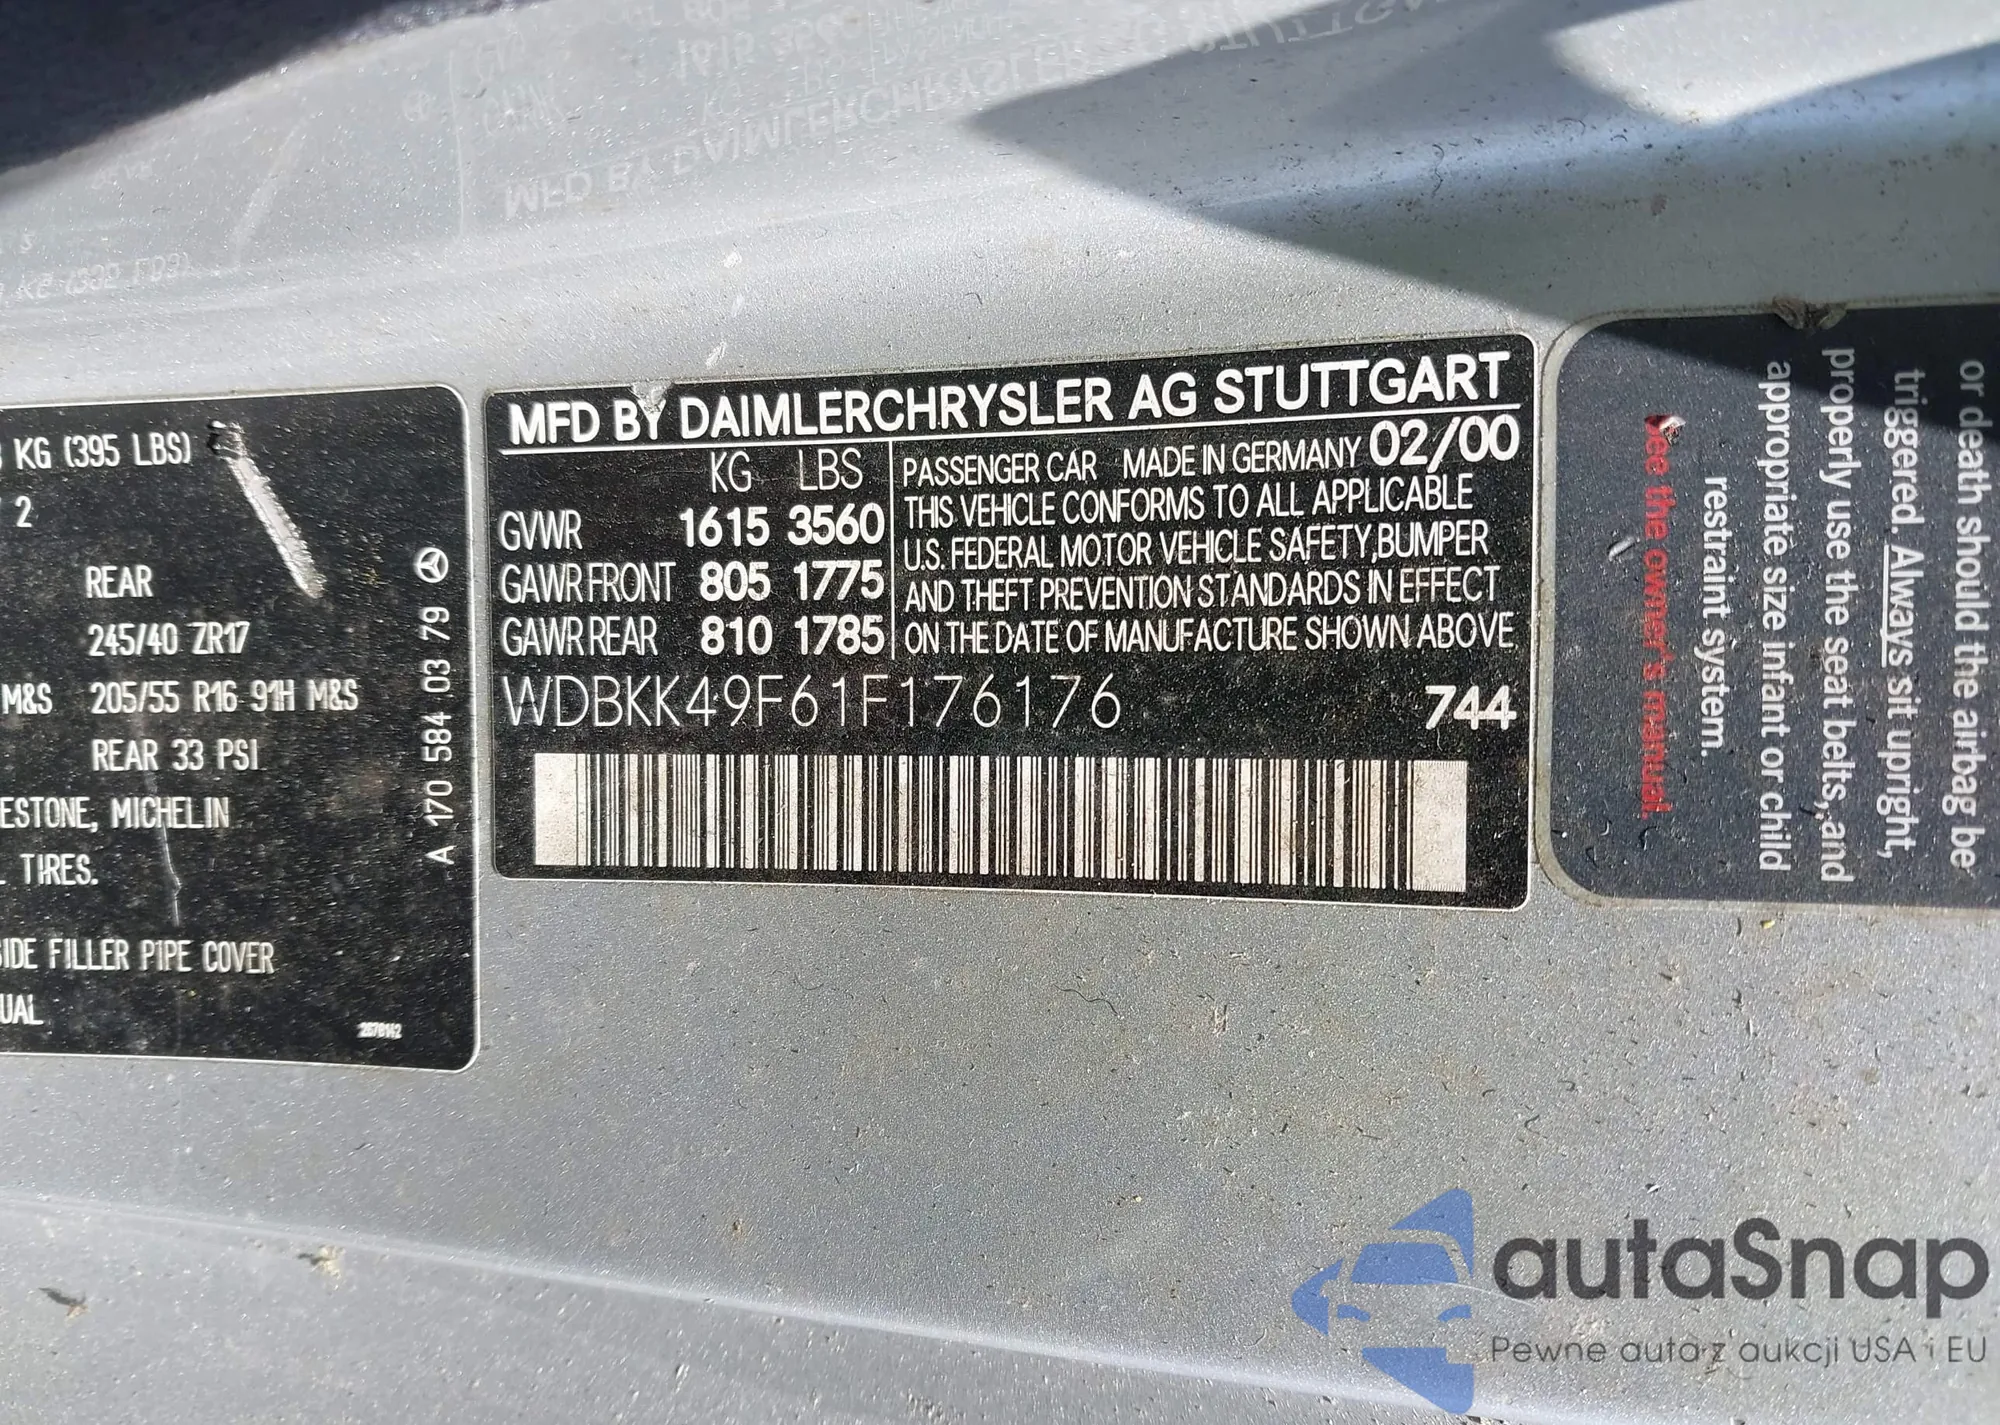 KG (395 LBS)
2
REAR
245/40 ZR17
M&S 205/55 R16 91H M&S
REAR 33 PSI
ESTONE, MICHELIN
TIRES.
SIDE FILLER PIPE COVER
UAL
2676142
A 170 584 03 79
MFD BY DAIMLERCHRYSLER AG STUTTGART
KG LBS
GVWR 1615 3560
GAWR FRONT 805 1775
GAWR REAR 810 1785
PASSENGER CAR MADE IN GERMANY 02/00
THIS VEHICLE CONFORMS TO ALL APPLICABLE
U.S. FEDERAL MOTOR VEHICLE SAFETY,BUMPER
AND THEFT PREVENTION STANDARDS IN EFFECT
ON THE DATE OF MANUFACTURE SHOWN ABOVE
WDBKK49F61F176176
744
or death should the airbag be
triggered. Always sit upright,
properly use the seat belts, and
appropriate size infant or child
restraint system.
See the owner's manual.
autaSnap
Pewne auta z aukcji USA i EU